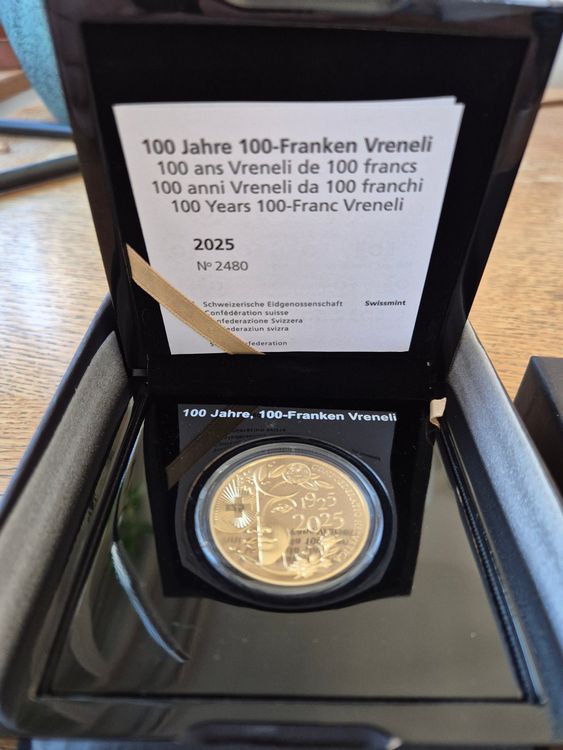 100 Jahre 100-Franken Vreneli
100 ans Vreneli de 100 francs
100 anni Vreneli da 100 franchi
100 Years 100-Franc Vreneli
2025
Nº 2480
Schweizerische Eidgenossenschaft
Swissmint
Confédération suisse
Confederazione Svizzera
100 Jahre, 100-Franken Vreneli
1925
2025